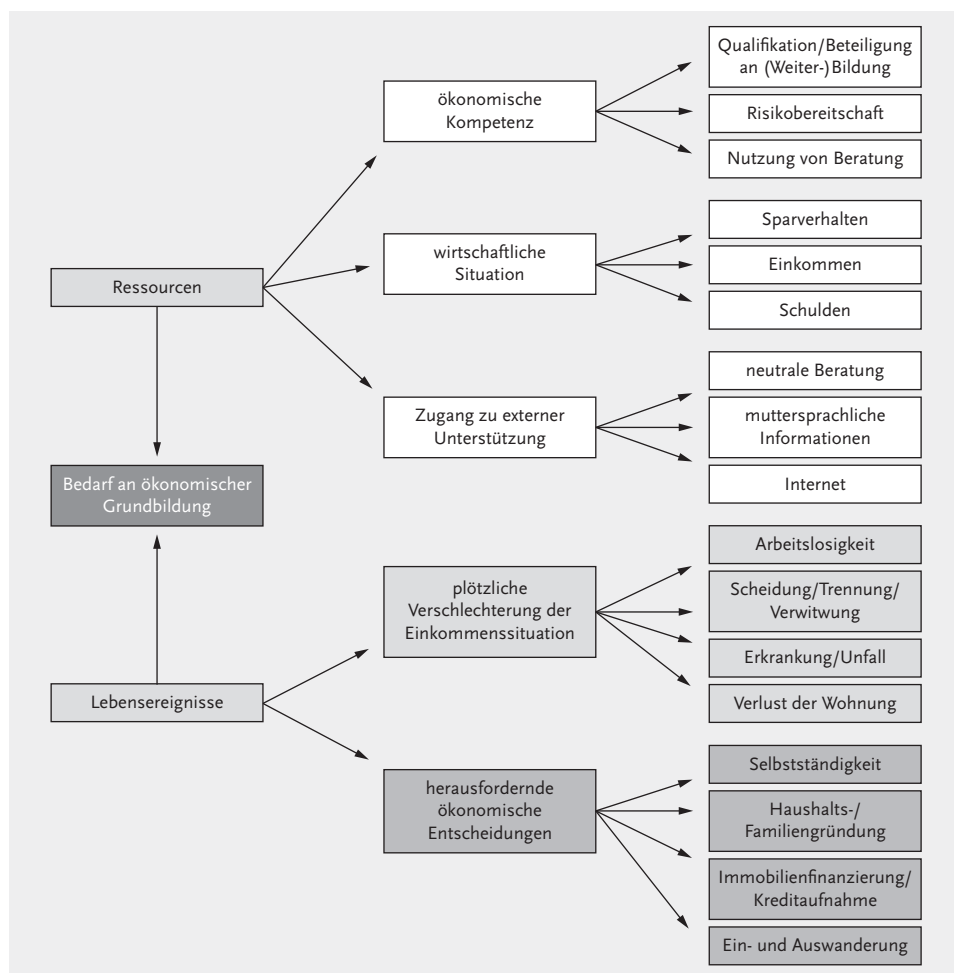 Qualifikation/Beteiligung
an (Weiter-)Bildung
ökonomische
Kompetenz
Risikobereitschaft
Nutzung von Beratung
Sparverhalten
wirtschaftliche
Situation
Einkommen
Ressourcen
Schulden
neutrale Beratung
Zugang zu externer
Unterstützung
muttersprachliche
Informationen
Internet
Bedarf an ökonomischer
Grundbildung
Arbeitslosigkeit
plötzliche
Verschlechterung der
Einkommenssituation
Scheidung/Trennung/
Verwitwung
Erkrankung/Unfall
Lebensereignisse
Verlust der Wohnung
Selbstständigkeit
herausfordernde
ökonomische
Entscheidungen
Haushalts-/
Familiengründung
Immobilienfinanzierung/
Kreditaufnahme
Ein- und Auswanderung